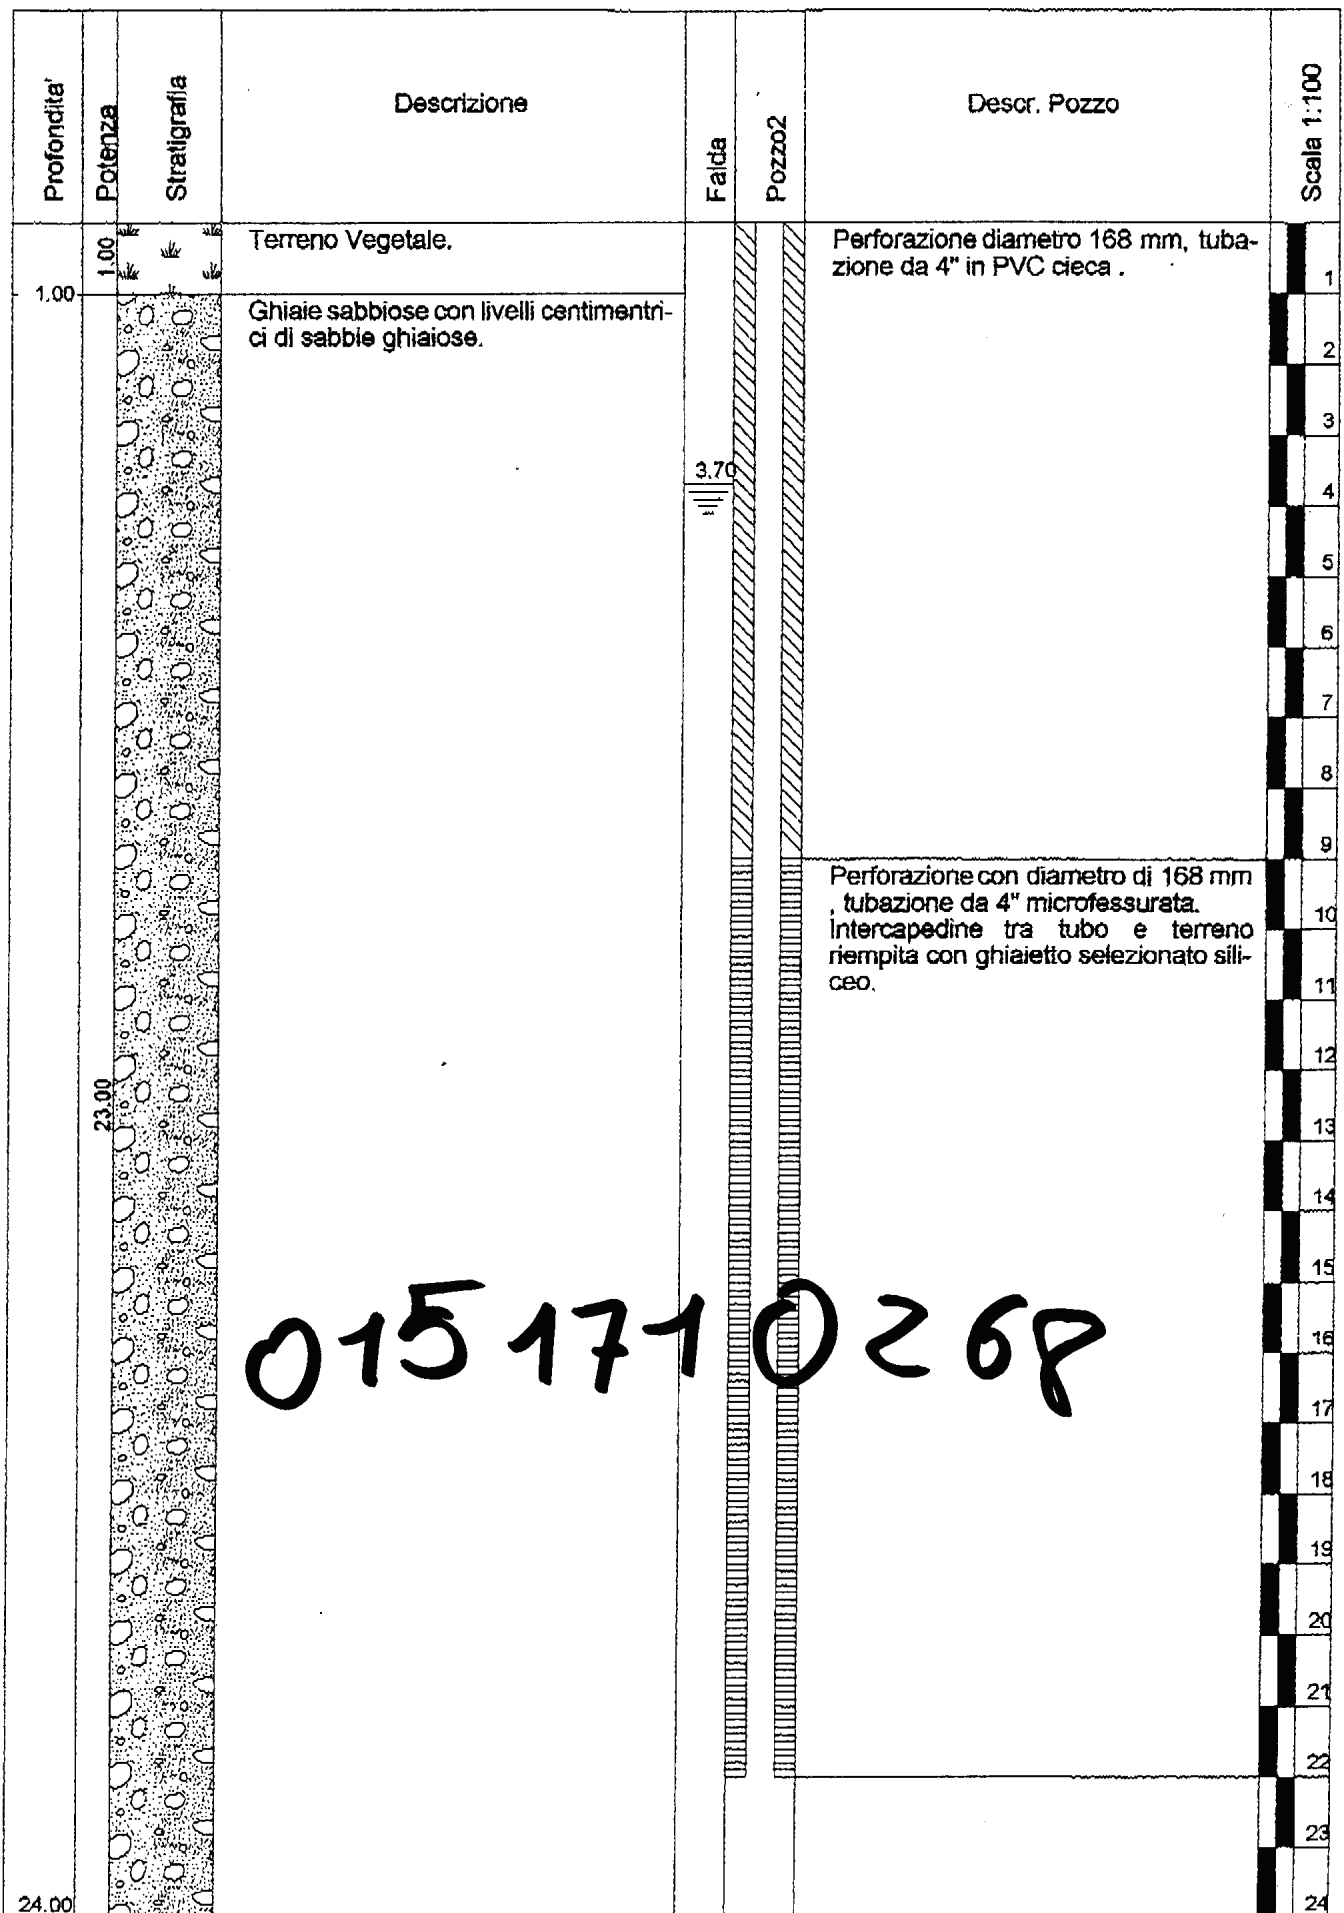 Profondita'
Potenza
Stratigrafia
Descrizione
Falda
Pozzo2
Descr. Pozzo
Scala 1:100
1.00
Terreno Vegetale.
Perforazione diametro 168 mm, tuba-
zione da 4" in PVC cieca .
1
1.00
Ghiaie sabbiose con livelli centimentri-
ci di sabbie ghiaiose.
2
3
3.70
4
5
6
7
8
9
Perforazione con diametro di 168 mm
, tubazione da 4" microfessurata.
Intercapedine tra tubo e terreno
riempita con ghiaietto selezionato sili-
ceo.
10
11
12
23.00
13
14
15
0151710268
16
17
18
19
20
21
22
23
24.00
24